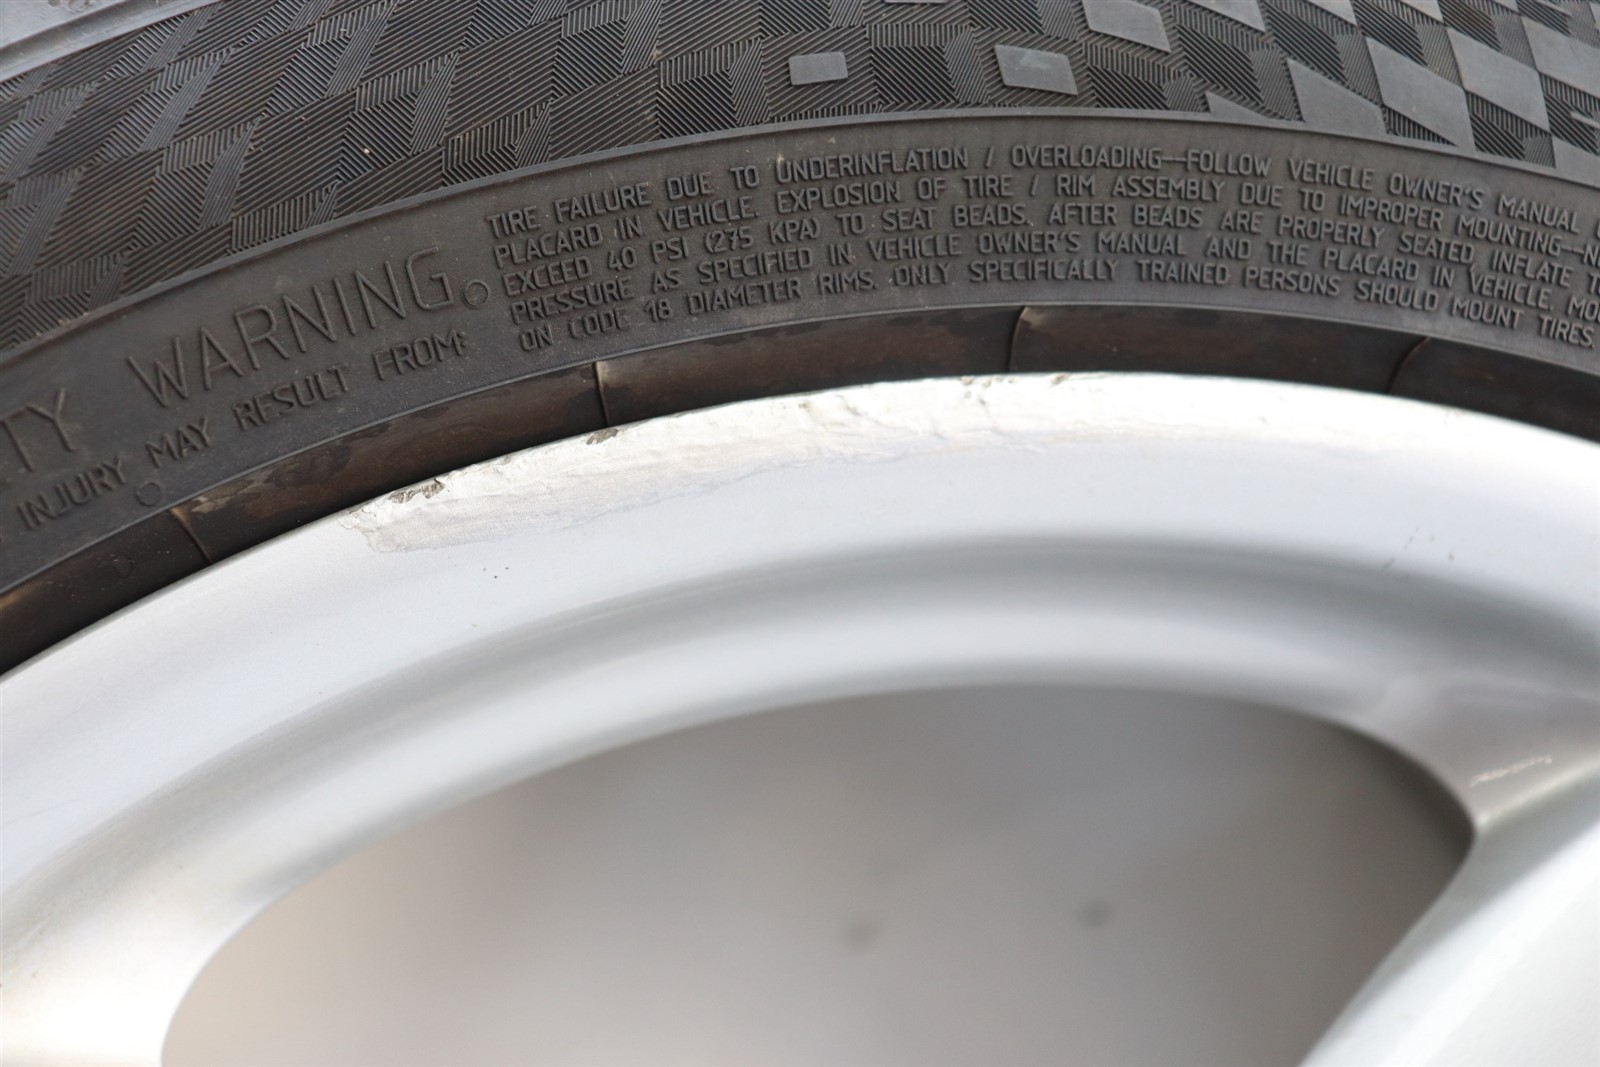 TY WARNING
INJURY MAY RESULT FROM:
TIRE FAILURE DUE TO UNDERINFLATION / OVERLOADING—FOLLOW VEHICLE OWNER'S MANUAL
PLACARD IN VEHICLE. EXPLOSION OF TIRE / RIM ASSEMBLY DUE TO IMPROPER MOUNTING—N
EXCEED 40 PSI (275 KPA) TO SEAT BEADS. AFTER BEADS ARE PROPERLY SEATED INFLATE T
PRESSURE AS SPECIFIED IN VEHICLE OWNER'S MANUAL AND THE PLACARD IN VEHICLE. MOU
ON CODE 18 DIAMETER RIMS. ONLY SPECIFICALLY TRAINED PERSONS SHOULD MOUNT TIRES.